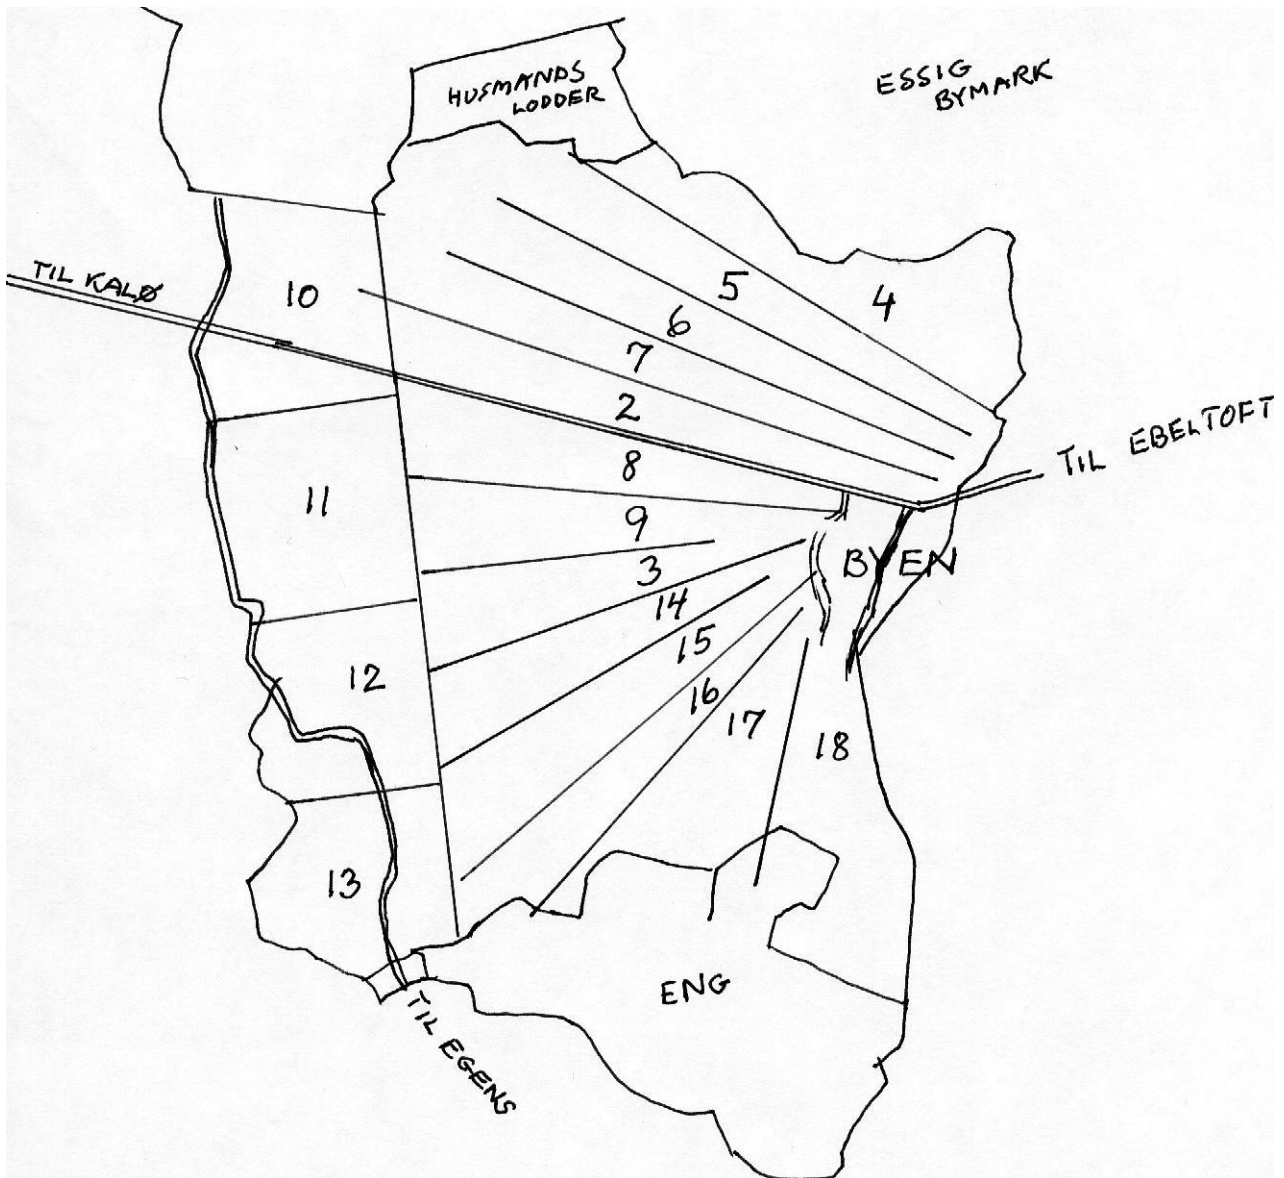 HUSMANDS
LODDER
ESSIG
BYMARK
TIL KALØ
10
5
4
6
7
2
TIL EBELTOFT
8
11
9
BYEN
3
14
15
12
16
17
18
13
ENG
TIL EGENS